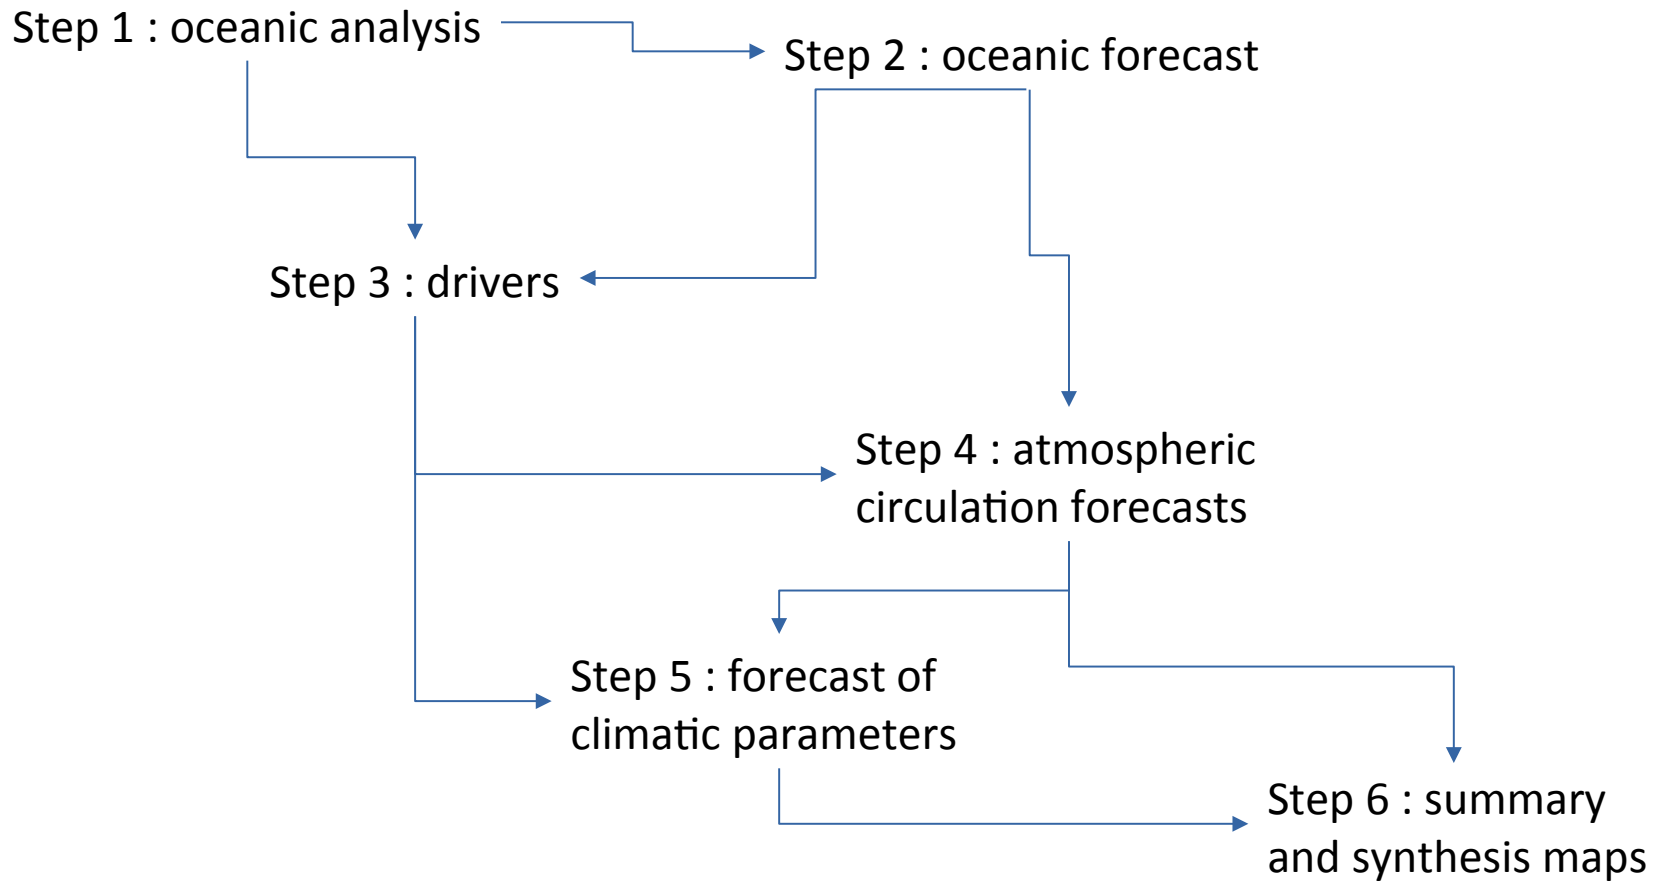 Step 1 : oceanic analysis
Step 2 : oceanic forecast
Step 3 : drivers
Step 4 : atmospheric
circulation forecasts
Step 5 : forecast of
climatic parameters
Step 6 : summary
and synthesis maps